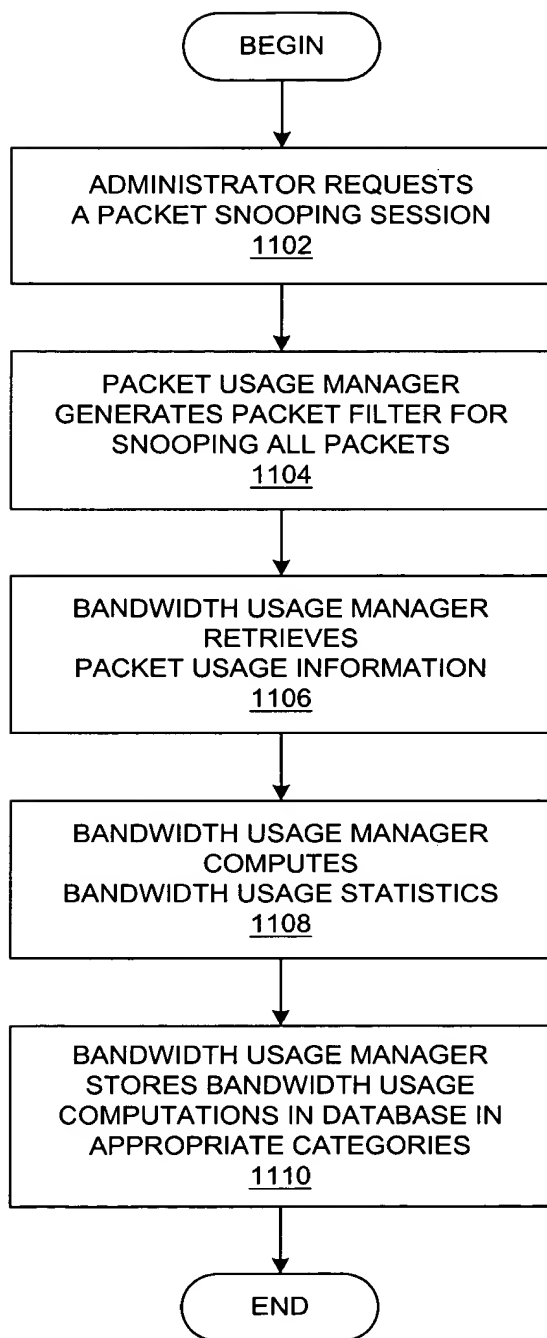 BEGIN
ADMINISTRATOR REQUESTS
A PACKET SNOOPING SESSION
1102
PACKET USAGE MANAGER
GENERATES PACKET FILTER FOR
SNOOPING ALL PACKETS
1104
BANDWIDTH USAGE MANAGER
RETRIEVES
PACKET USAGE INFORMATION
1106
BANDWIDTH USAGE MANAGER
COMPUTES
BANDWIDTH USAGE STATISTICS
1108
BANDWIDTH USAGE MANAGER
STORES BANDWIDTH USAGE
COMPUTATIONS IN DATABASE IN
APPROPRIATE CATEGORIES
1110
END